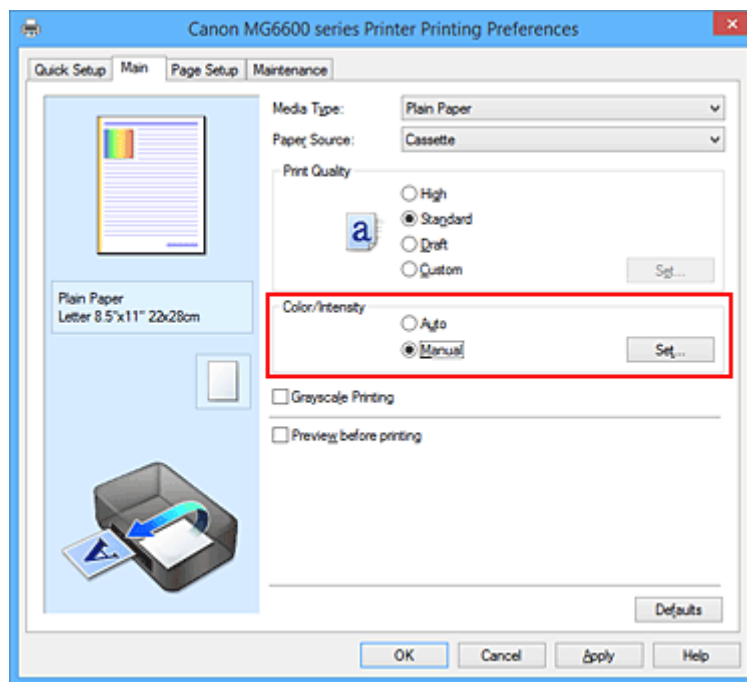 Canon MG6600 series Printer Printing Preferences
Quick Setup Main Page Setup Maintenance
Media Type: Plain Paper
Paper Source: Cassette
Print Quality
High
a Standard
Draft
Custom Set...
Plain Paper
Letter 8.5"x11" 22x28cm
Color/Intensity
Auto
Manual Set...
Grayscale Printing
Preview before printing
A
Defaults
OK Cancel Apply Help